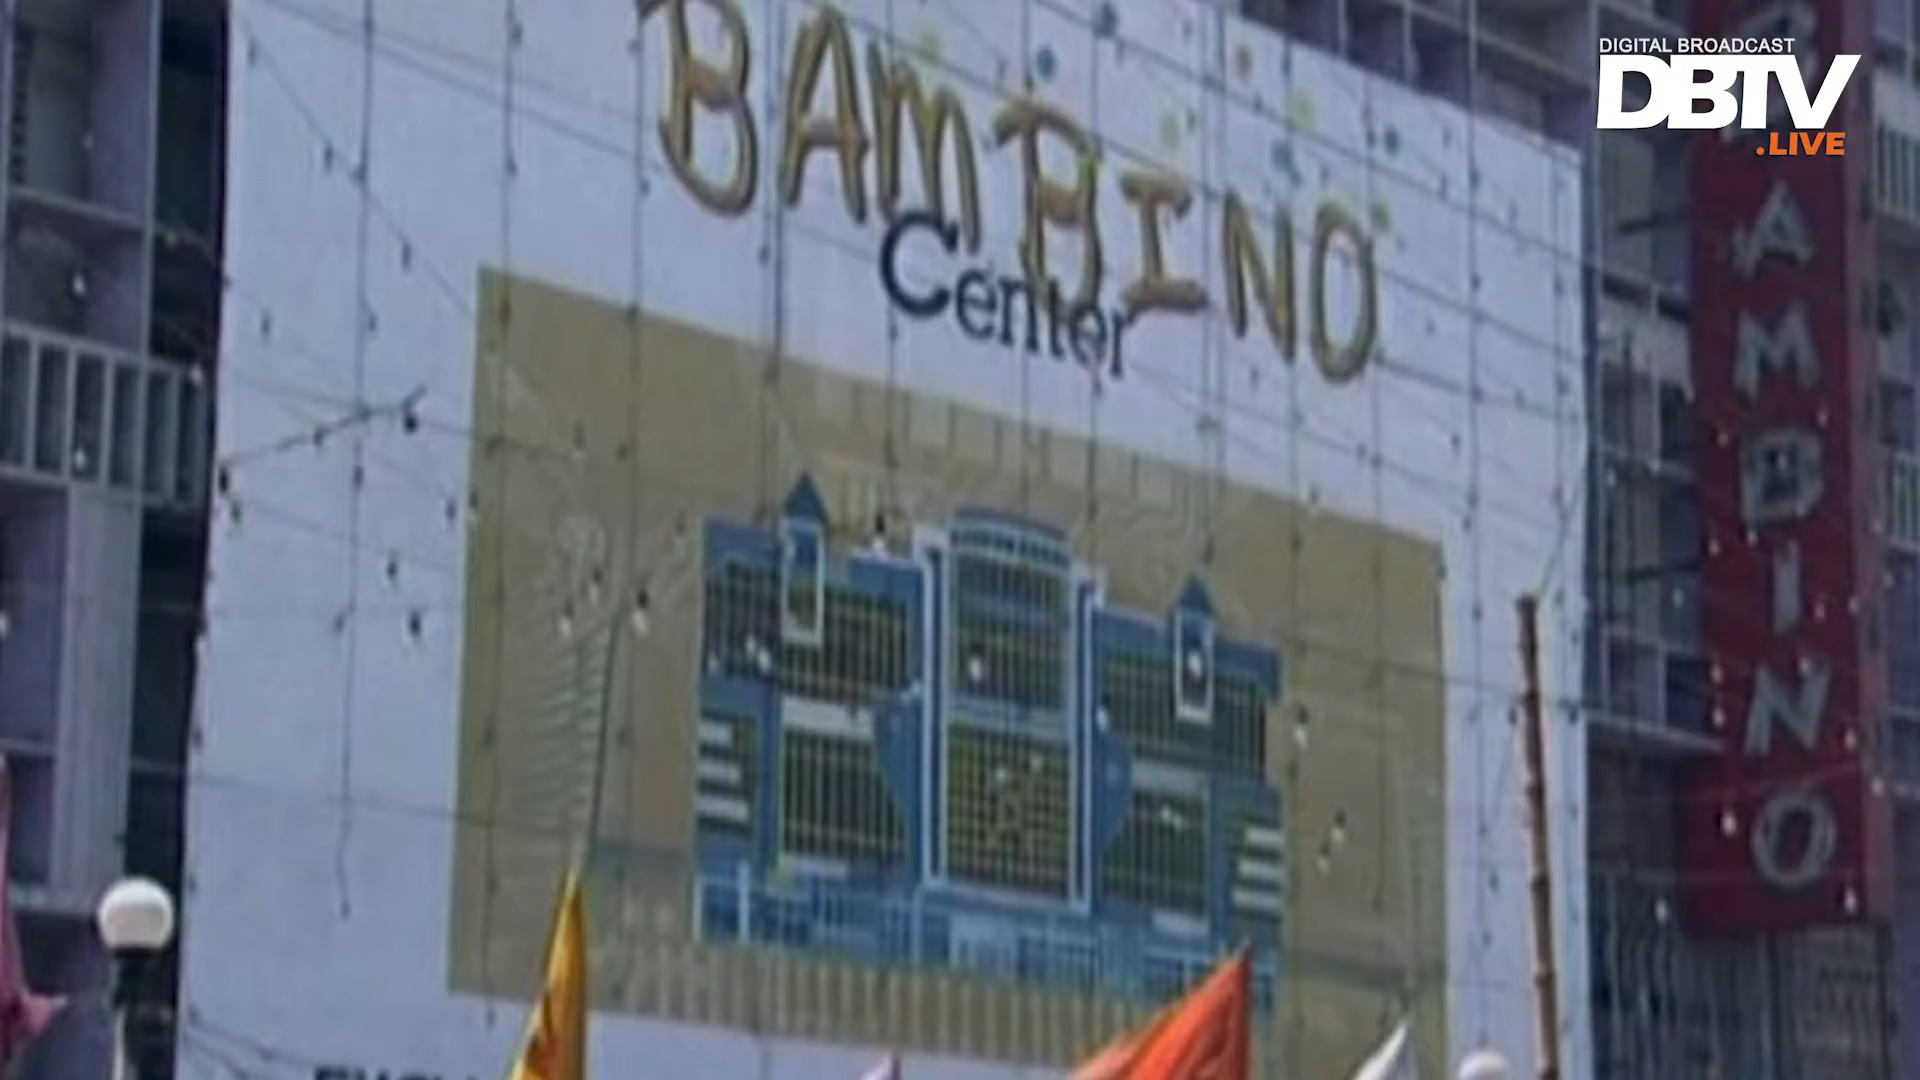 BAMBINO
Center
BAMBINO
DIGITAL BROADCAST
DBTV
.LIVE